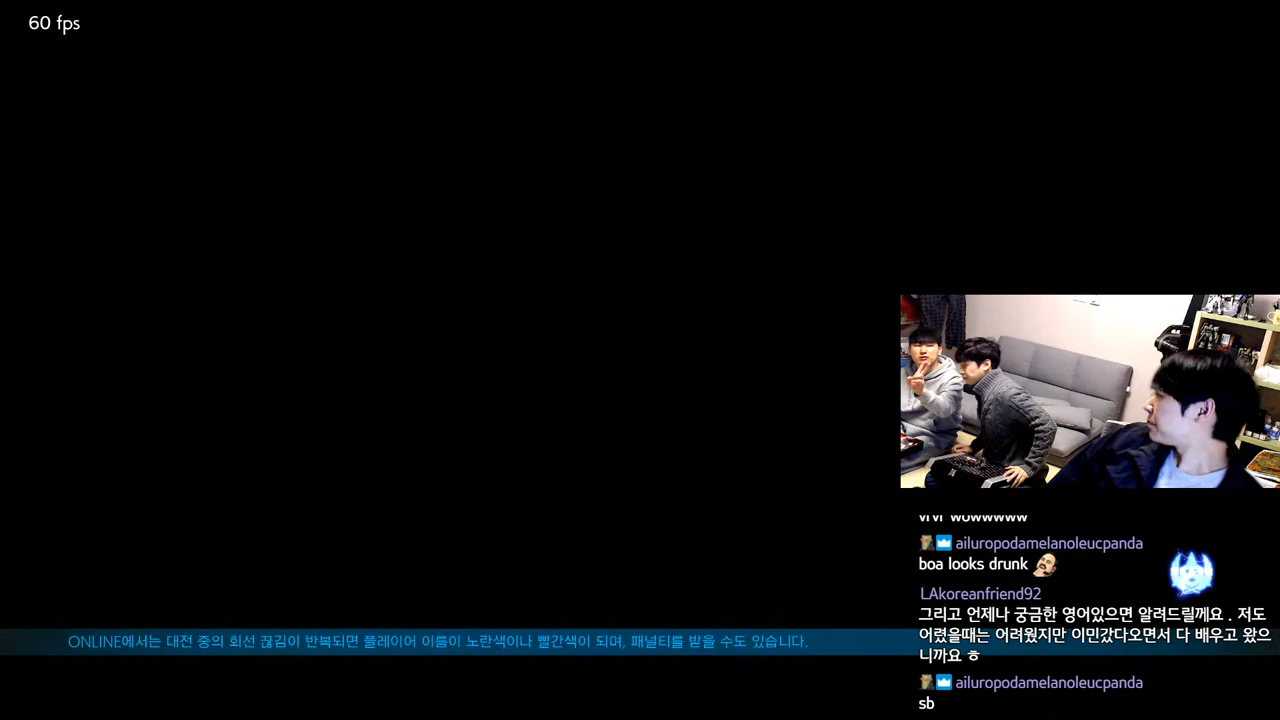 60 fps
ONLINE에서는 대전 중의 회선 끊김이 반복되면 플레이어 이름이 노란색이나 빨간색이 되며, 패널티를 받을 수도 있습니다.
wowwwww
ailuropodamelanoleucpanda
boa looks drunk
LAkoreanfriend92
그리고 언제나 궁금한 영어있으면 알려드릴께요 . 저도
어렸을때는 어려웠지만 이민갔다오면서 다 배우고 왔으
니까요 ㅎ
ailuropodamelanoleucpanda
sb